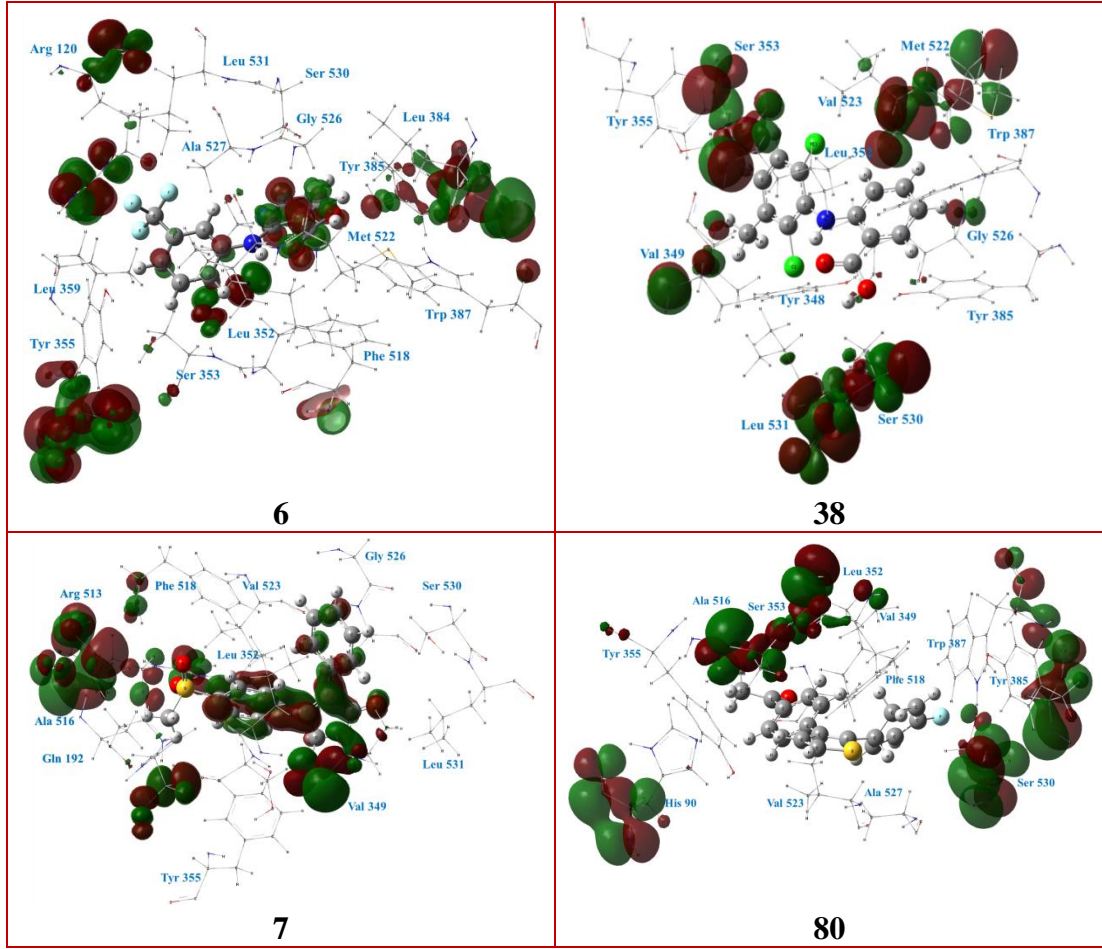 Arg 120
Leu 531
Ser 530
Gly 526
Leu 384
Ala 527
Tyr 385
Met 522
Leu 359
Leu 352
Trp 387
Tyr 355
Ser 353
Phe 518
6
Ser 353
Met 522
Val 523
Tyr 355
Trp 387
Gly 526
Val 349
Tyr 348
Tyr 385
Leu 531
Ser 530
38
Gly 526
Phe 518
Val 523
Arg 513
Ser 530
Leu 352
Ala 516
Gln 192
Leu 531
Val 349
Tyr 355
7
Leu 352
Ala 516
Ser 353
Val 349
Tyr 355
Trp 387
Phe 518
Tyr 385
Ser 530
His 90
Val 523
Ala 527
80